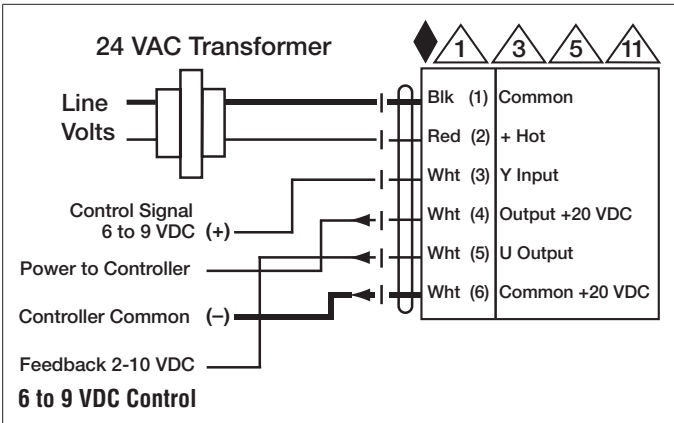 24 VAC Transformer
1 3 5 11
Line
Volts
Blk (1) Common
Red (2) + Hot
Wht (3) Y Input
Wht (4) Output +20 VDC
Wht (5) U Output
Wht (6) Common +20 VDC
Control Signal
6 to 9 VDC (+)
Power to Controller
Controller Common (–)
Feedback 2-10 VDC
6 to 9 VDC Control